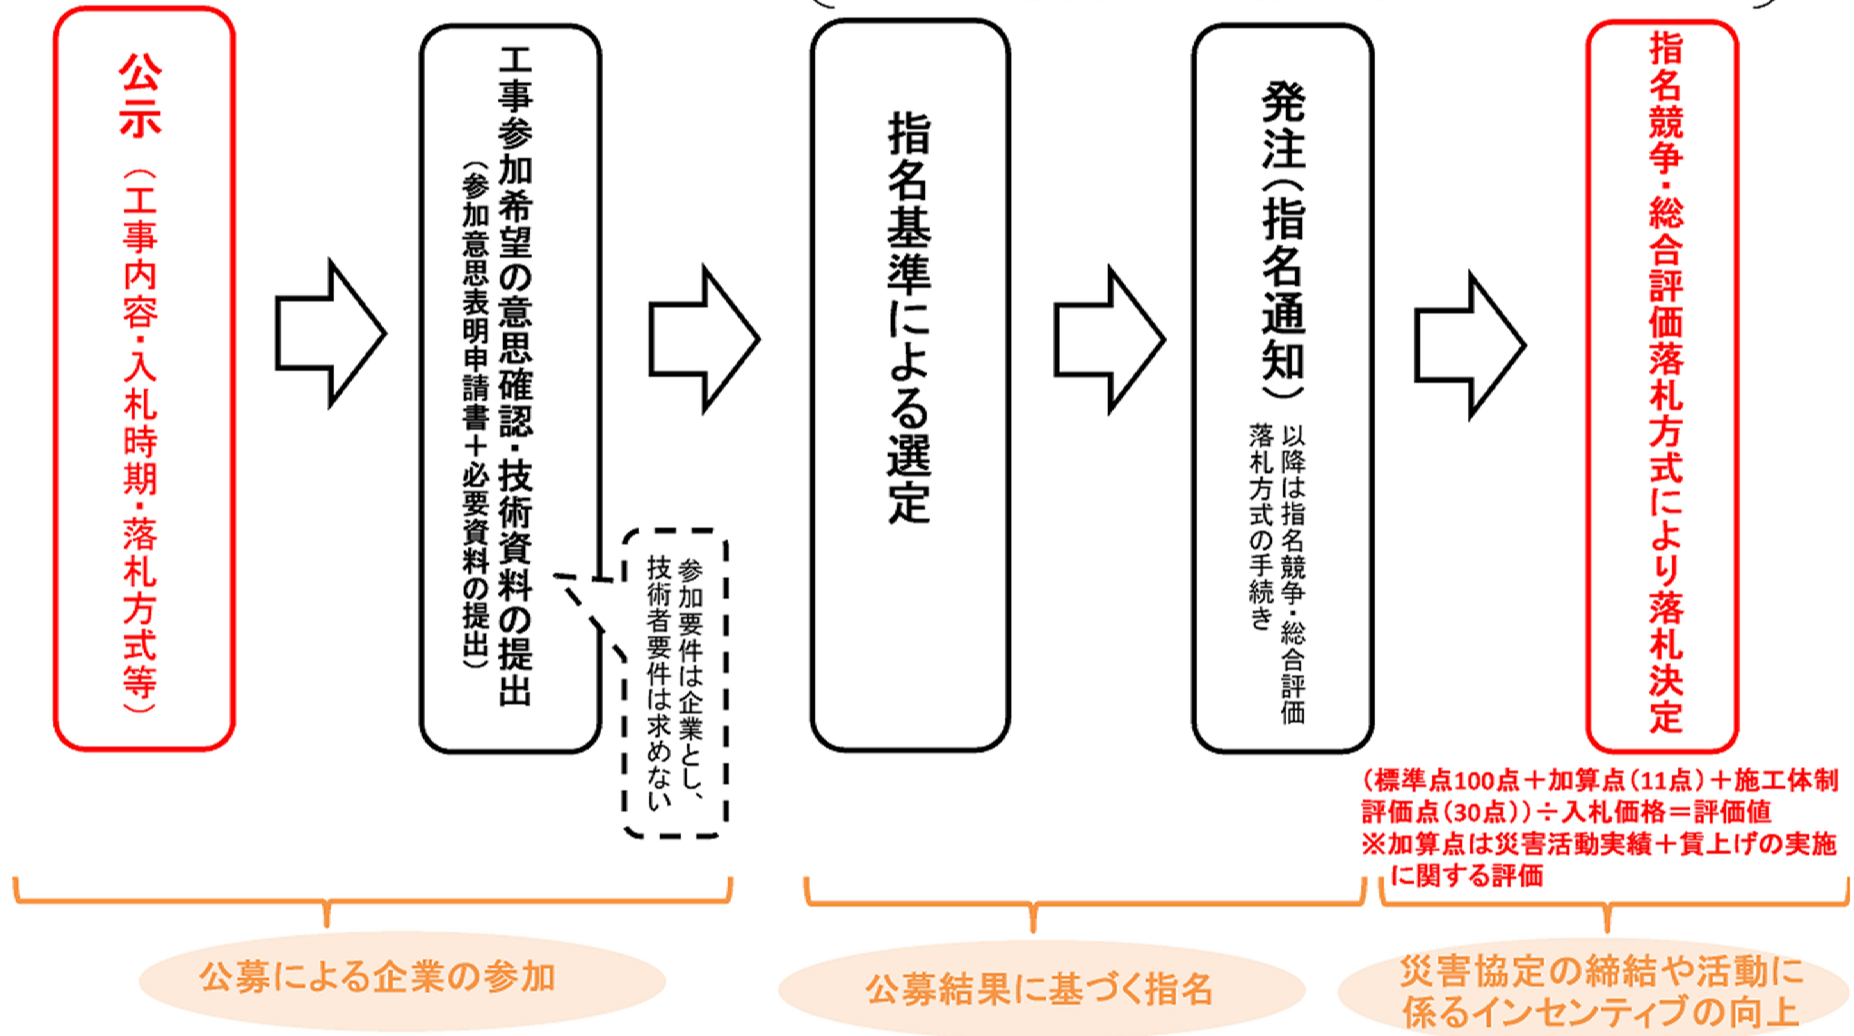 公示（工事内容・入札時期・落札方式等）
工事参加希望の意思確認・技術資料の提出
（参加意思表明申請書＋必要資料の提出）
参加要件は企業とし、
技術者要件は求めない
指名基準による選定
発注（指名通知）
以降は指名競争・総合評価
落札方式の手続き
指名競争・総合評価落札方式により落札決定
（標準点100点＋加算点（11点）＋施工体制
評価点（30点））÷入札価格＝評価値
※加算点は災害活動実績＋賃上げの実施
に関する評価
公募による企業の参加
公募結果に基づく指名
災害協定の締結や活動に
係るインセンティブの向上